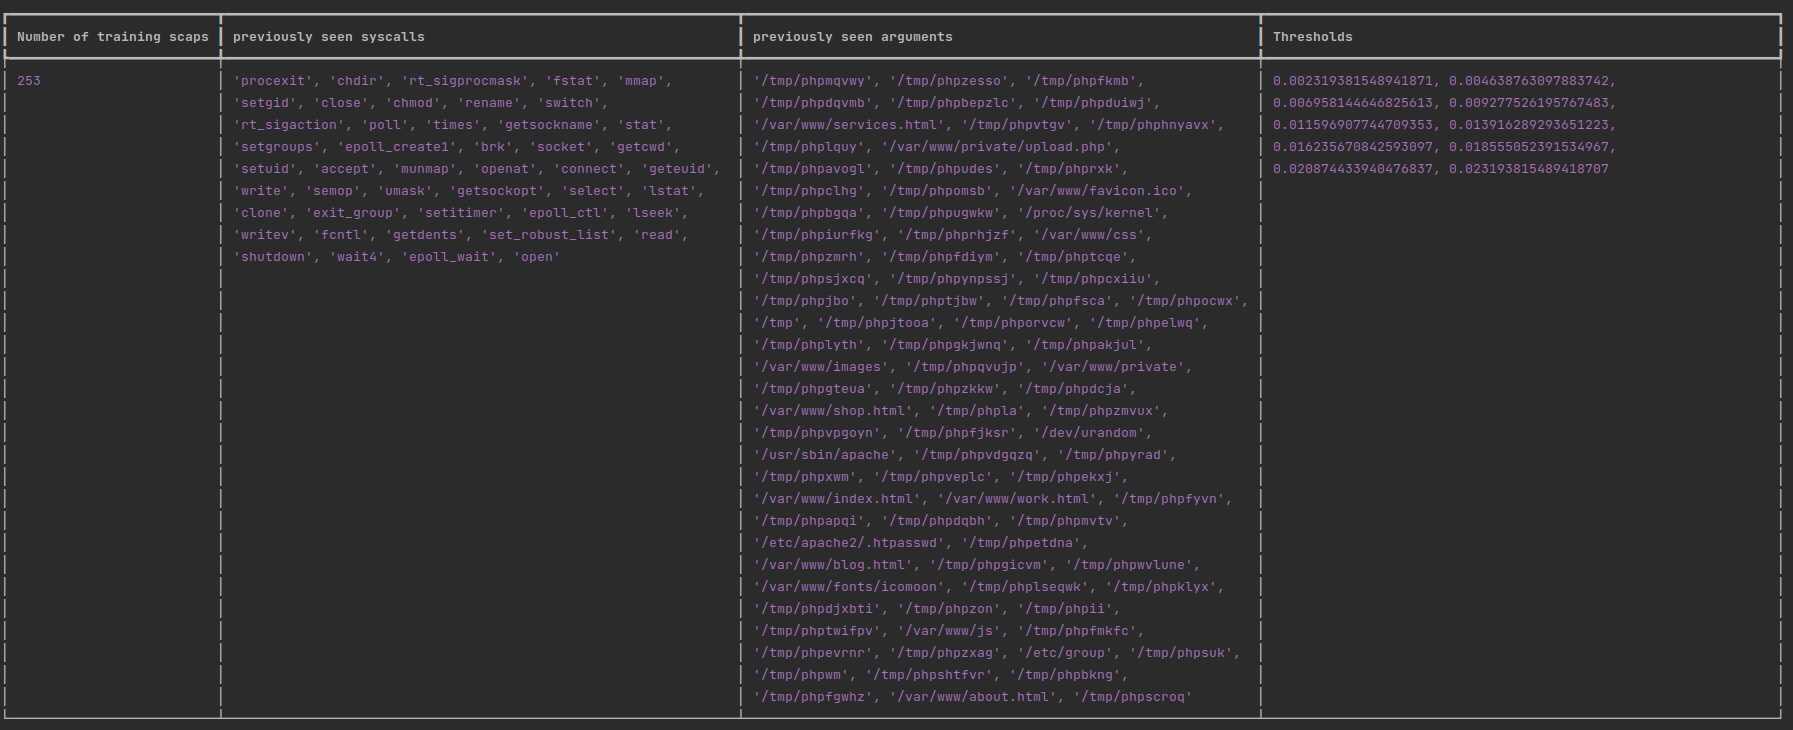 Number of training scaps previously seen syscalls previously seen arguments Thresholds
253 'procexit', 'chdir', 'rt_sigprocmask', 'fstat', 'mmap', '/tmp/phpmqvwy', '/tmp/phpzesso', '/tmp/phpfkmb', 0.002319381548941871, 0.004638763097883742,
'setgid', 'close', 'chmod', 'rename', 'switch', '/tmp/phpdqvmb', '/tmp/phpbepzlc', '/tmp/phpduiwj', 0.006958144646825613, 0.009277526195767483,
'rt_sigaction', 'poll', 'times', 'getsockname', 'stat', '/var/www/services.html', '/tmp/phpvtgv', '/tmp/phphnyavx', 0.011596907744709353, 0.013916289293651223,
'setgroups', 'epoll_create1', 'brk', 'socket', 'getcwd', '/tmp/phplquy', '/var/www/private/upload.php', 0.016235670842593097, 0.018555052391534967,
'setuid', 'accept', 'munmap', 'openat', 'connect', 'geteuid', '/tmp/phpavogl', '/tmp/phpudes', '/tmp/phprxk', 0.020874433940476837, 0.023193815489418707
'write', 'semop', 'umask', 'getsockopt', 'select', 'lstat', '/tmp/phpclhg', '/tmp/phpomsb', '/var/www/favicon.ico',
'clone', 'exit_group', 'setitimer', 'epoll_ctl', 'lseek', '/tmp/phpbgqa', '/tmp/phpugwkw', '/proc/sys/kernel',
'writev', 'fcntl', 'getdents', 'set_robust_list', 'read', '/tmp/phpiurfkg', '/tmp/phprhjzf', '/var/www/css',
'shutdown', 'wait4', 'epoll_wait', 'open' '/tmp/phpzmrh', '/tmp/phpfdiym', '/tmp/phptcqe',
'/tmp/phpsjxcq', '/tmp/phpynpssj', '/tmp/phpcxiiu',
'/tmp/phpjbo', '/tmp/phptjbw', '/tmp/phpfsca', '/tmp/phpocwx',
'/tmp', '/tmp/phpjtooa', '/tmp/phporvcw', '/tmp/phpelwq',
'/tmp/phplyth', '/tmp/phpgkjwnq', '/tmp/phpakjul',
'/var/www/images', '/tmp/phpqvujp', '/var/www/private',
'/tmp/phpgteua', '/tmp/phpzkkw', '/tmp/phpdcja',
'/var/www/shop.html', '/tmp/phpla', '/tmp/phpzmvux',
'/tmp/phpvpgoyn', '/tmp/phpfjksr', '/dev/urandom',
'/usr/sbin/apache', '/tmp/phpvdgqzq', '/tmp/phpyrad',
'/tmp/phpxwm', '/tmp/phpveplc', '/tmp/phpekxj',
'/var/www/index.html', '/var/www/work.html', '/tmp/phpfyvn',
'/tmp/phpapqi', '/tmp/phpdqbh', '/tmp/phpmvtv',
'/etc/apache2/.htpasswd', '/tmp/phpetdna',
'/var/www/blog.html', '/tmp/phpgicvm', '/tmp/phpwvlune',
'/var/www/fonts/icomoon', '/tmp/phplseqwk', '/tmp/phpklyx',
'/tmp/phpdjxbti', '/tmp/phpzon', '/tmp/phpii',
'/tmp/phptwifpv', '/var/www/js', '/tmp/phpfmkfc',
'/tmp/phpevrnr', '/tmp/phpzxag', '/etc/group', '/tmp/phpsuk',
'/tmp/phpwm', '/tmp/phpshtfvr', '/tmp/phpbkng',
'/tmp/phpfgwhz', '/var/www/about.html', '/tmp/phpscroq'